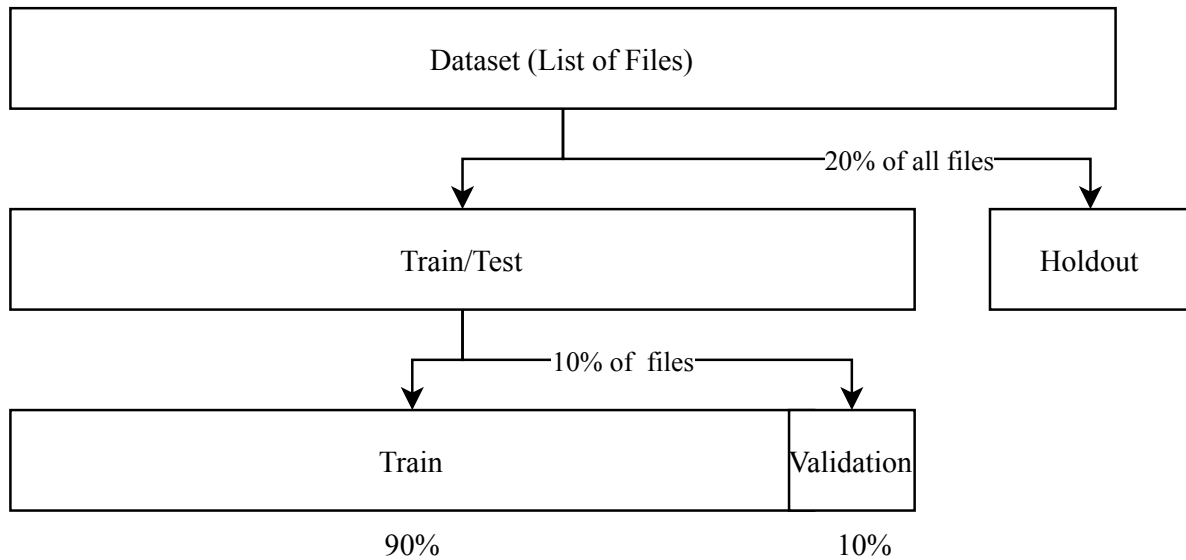 Dataset (List of Files)
20% of all files
Train/Test
Holdout
10% of  files
Train
Validation
90%
10%